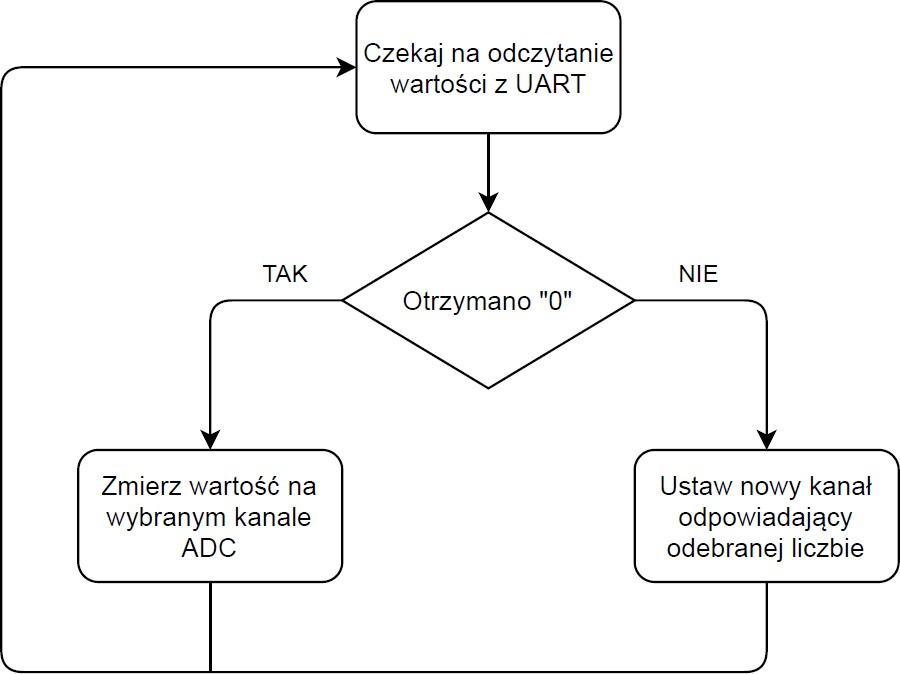 Czekaj na odczytanie
wartości z UART
TAK
NIE
Otrzymano "0"
Zmierz wartość na
wybranym kanale
ADC
Ustaw nowy kanał
odpowiadający
odebranej liczbie